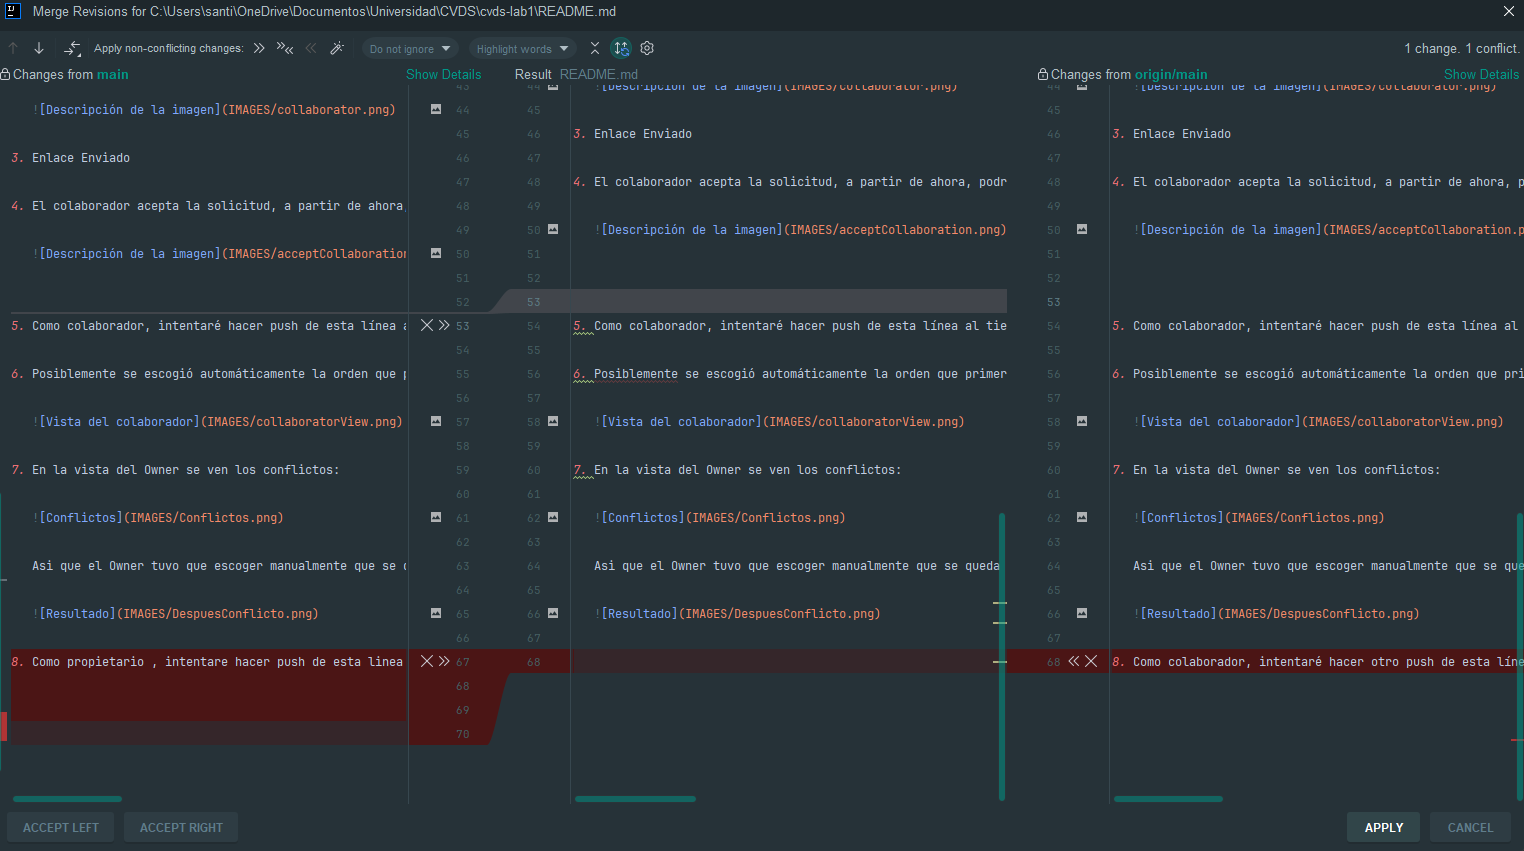 Merge Revisions for C:\Users\santi\OneDrive\Documentos\Universidad\CVDS\cvds-lab1\README.md
Apply non-conflicting changes:
Do not ignore
Highlight words
1 change. 1 conflict.
Changes from main
Show Details
Result README.md
Changes from origin/main
Show Details
![Descripción de la imagen](IMAGES/collaborator.png)
3. Enlace Enviado
4. El colaborador acepta la solicitud, a partir de ahora,
![Descripción de la imagen](IMAGES/acceptCollaboration
5. Como colaborador, intentaré hacer push de esta línea a
6. Posiblemente se escogió automáticamente la orden que p
![Vista del colaborador](IMAGES/collaboratorView.png)
7. En la vista del Owner se ven los conflictos:
![Conflictos](IMAGES/Conflictos.png)
Asi que el Owner tuvo que escoger manualmente que se
![Resultado](IMAGES/DespuesConflicto.png)
8. Como propietario , intentare hacer push de esta linea
43
44
45
46
47
48
49
50
51
52
53
54
55
56
57
58
59
60
61
62
63
64
65
66
67
68
69
70
44
45
46
47
48
49
50
51
52
53
54
55
56
57
58
59
60
61
62
63
64
65
66
67
68
![Descripción de la imagen](IMAGES/collaborator.png)
3. Enlace Enviado
4. El colaborador acepta la solicitud, a partir de ahora, podr
![Descripción de la imagen](IMAGES/acceptCollaboration.png)
5. Como colaborador, intentaré hacer push de esta línea al tie
6. Posiblemente se escogió automáticamente la orden que primer
![Vista del colaborador](IMAGES/collaboratorView.png)
7. En la vista del Owner se ven los conflictos:
![Conflictos](IMAGES/Conflictos.png)
Asi que el Owner tuvo que escoger manualmente que se queda
![Resultado](IMAGES/DespuesConflicto.png)
44
45
46
47
48
49
50
51
52
53
54
55
56
57
58
59
60
61
62
63
64
65
66
67
68
![Descripción de la imagen](IMAGES/collaborator.png)
3. Enlace Enviado
4. El colaborador acepta la solicitud, a partir de ahora, p
![Descripción de la imagen](IMAGES/acceptCollaboration.p
5. Como colaborador, intentaré hacer push de esta línea al
6. Posiblemente se escogió automáticamente la orden que pri
![Vista del colaborador](IMAGES/collaboratorView.png)
7. En la vista del Owner se ven los conflictos:
![Conflictos](IMAGES/Conflictos.png)
Asi que el Owner tuvo que escoger manualmente que se que
![Resultado](IMAGES/DespuesConflicto.png)
8. Como colaborador, intentaré hacer otro push de esta líne
ACCEPT LEFT
ACCEPT RIGHT
APPLY
CANCEL